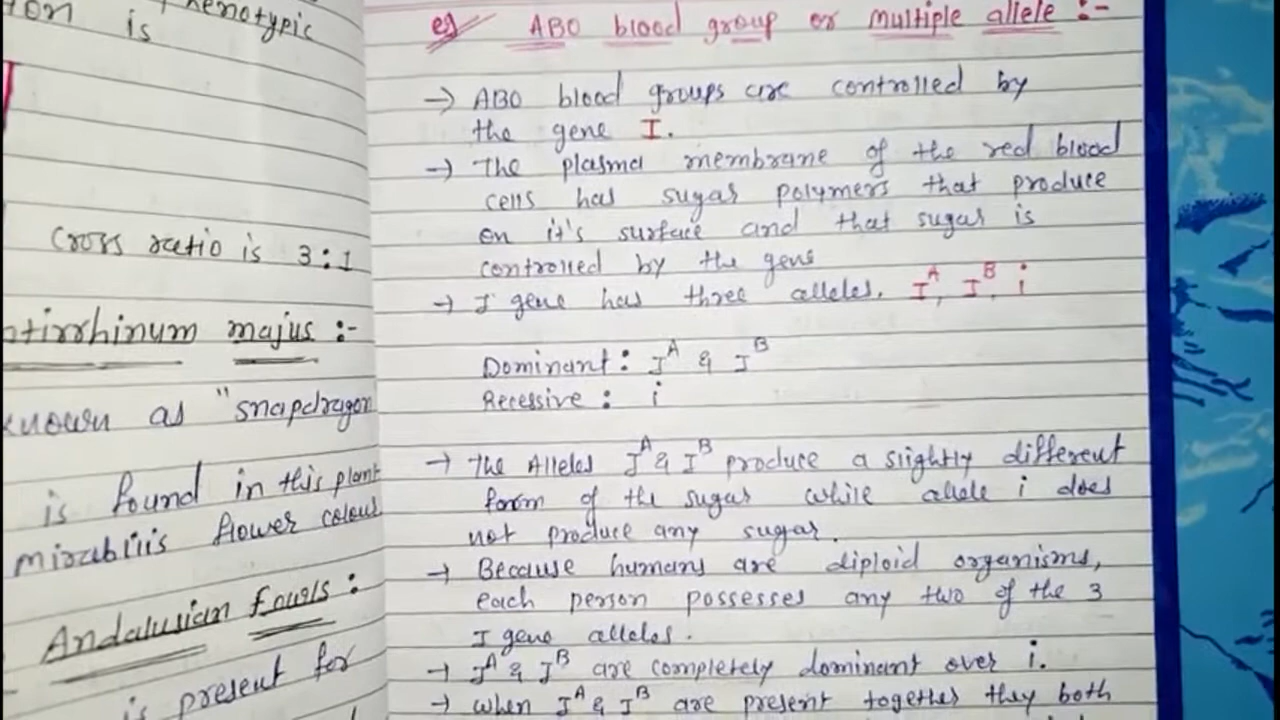 is
Cross ratio is 3:1
majus :-
as "snapdragon
is found in this plant
flower colour
Andalusian fowls :
is present for
eg ABO blood group or multiple allele :-
→ ABO blood groups are controlled by
the gene I.
→ The plasma membrane of the red blood
cells has sugar polymers that produce
on it's surface and that sugar is
controlled by the gene
→ I gene has three alleles. I^A, I^B, i
Dominant : I^A & I^B
Recessive : i
→ The Alleles I^A & I^B produce a slightly different
form of the sugar while allele i does
not produce any sugar.
→ Because humans are diploid organisms,
each person possesses any two of the 3
I gene alleles.
→ I^A & I^B are completely dominant over i.
→ when I^A & I^B are present together they both